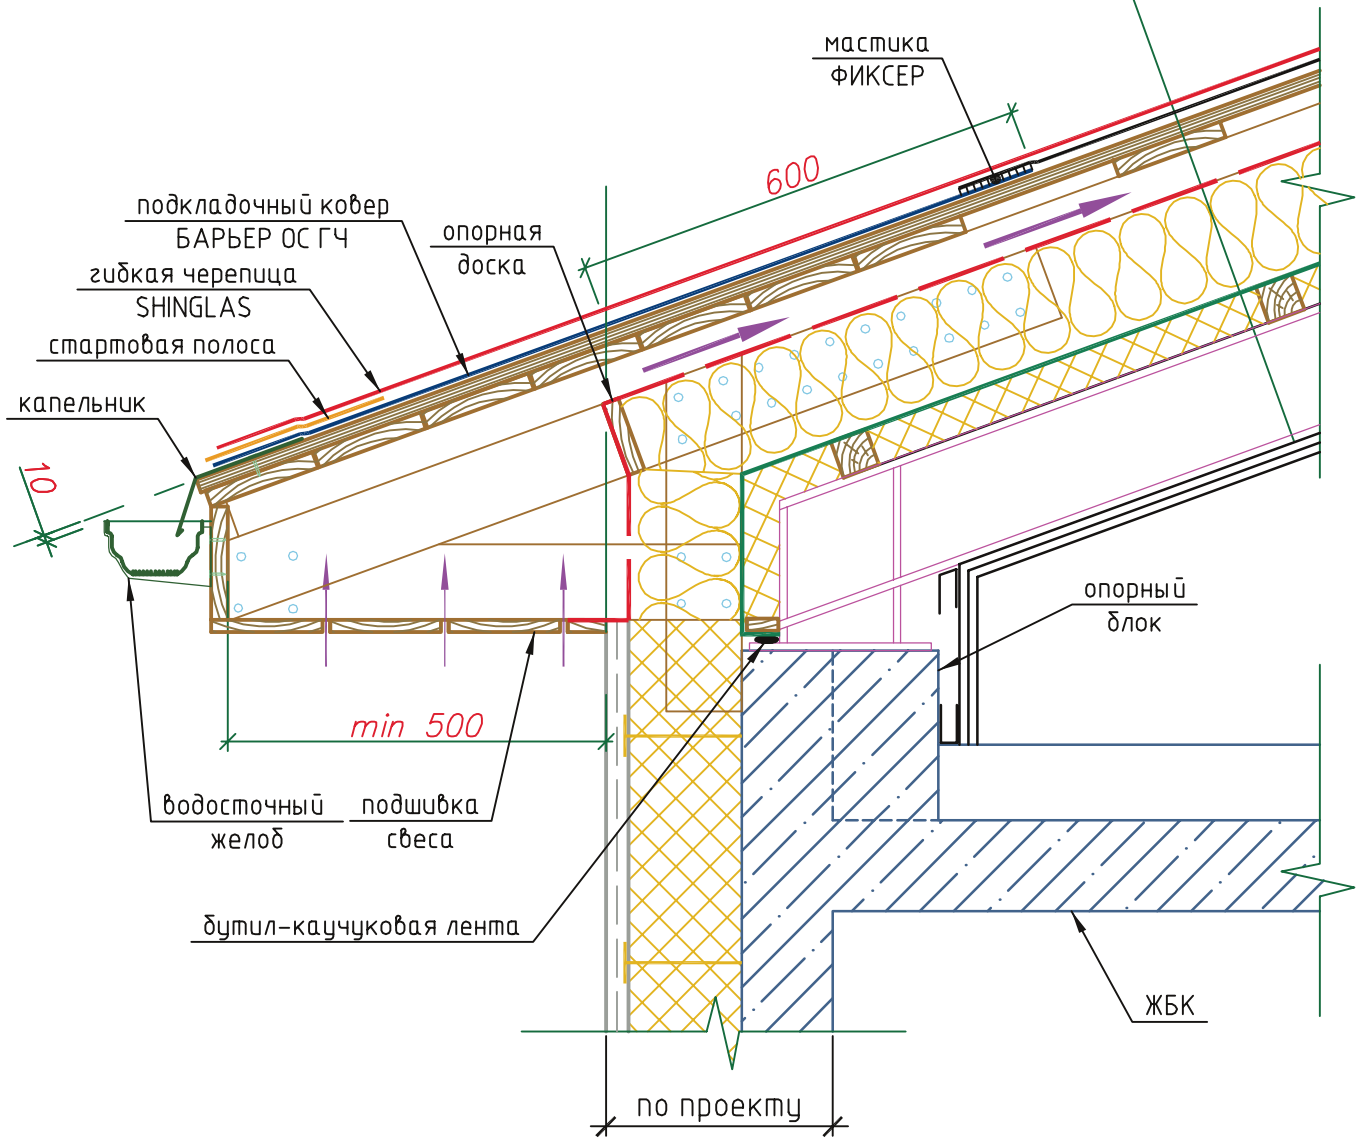 мастика
ФИКСЕР
600
подкладочный ковер
БАРЬЕР ОС ГЧ
опорная
доска
гибкая черепица
SHINGLAS
стартовая полоса
капельник
10
опорный
блок
min 500
водосточный
желоб
подшивка
свеса
бутил-каучуковая лента
ЖБК
по проекту